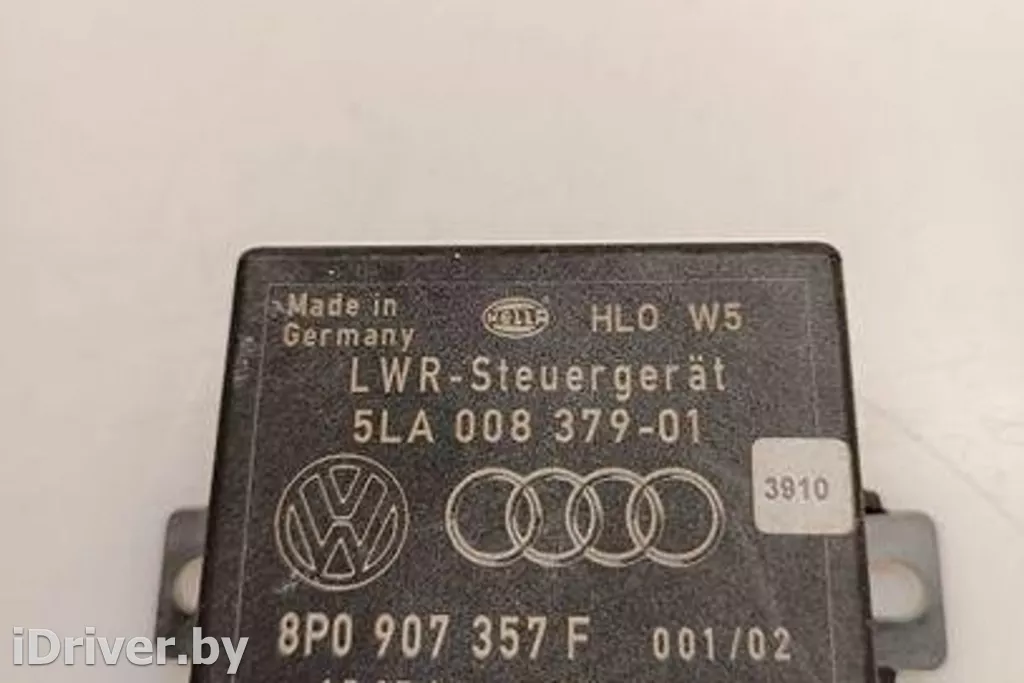 Made in
Germany
HELLA
HLO W5
LWR-Steuergerät
5LA 008 379-01
3910
8P0 907 357 F 001/02
iDriver.by